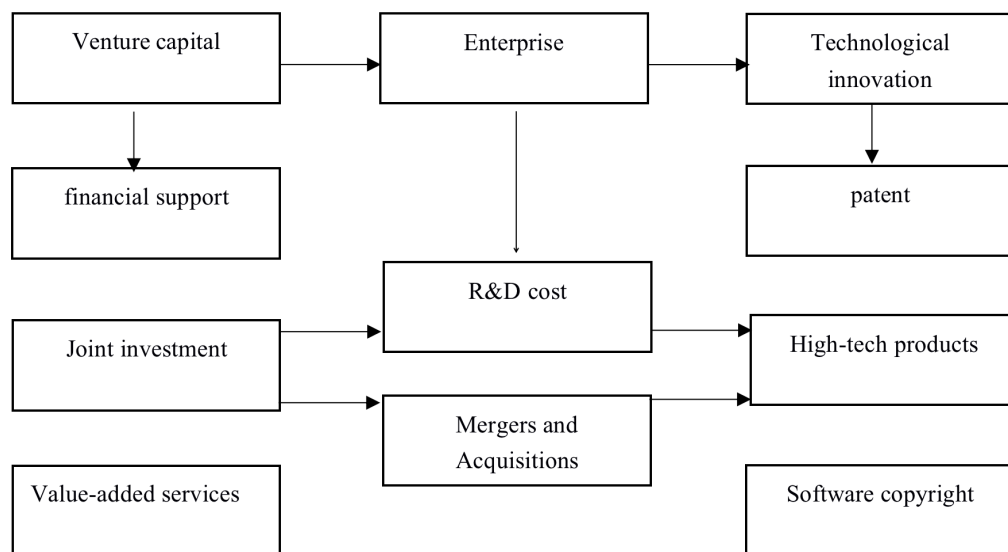 Venture capital
Enterprise
Technological
innovation
financial support
patent
R&D cost
Joint investment
High-tech products
Mergers and
Acquisitions
Value-added services
Software copyright